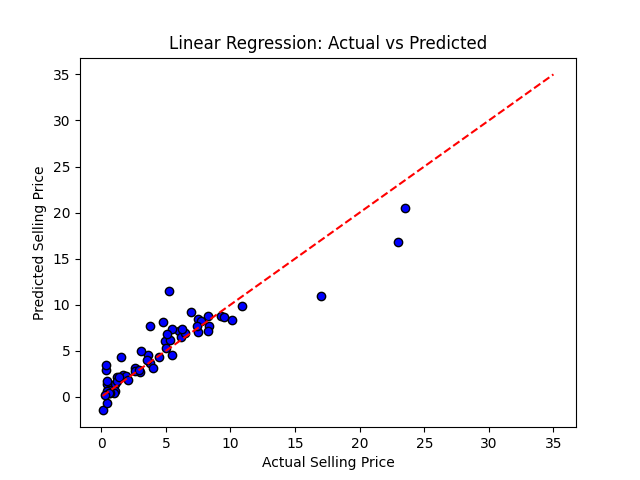 Linear Regression: Actual vs Predicted
35
30
25
20
15
10
5
0
Predicted Selling Price
0 5 10 15 20 25 30 35
Actual Selling Price